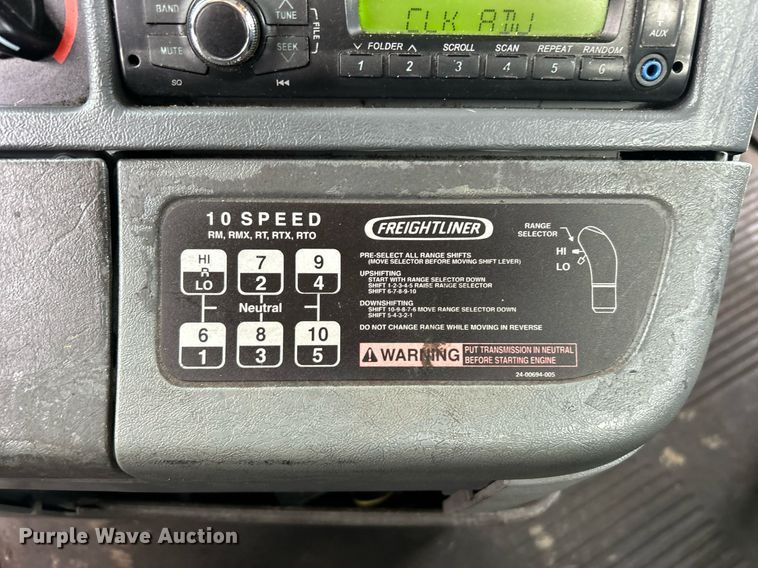 BAND
TUNE
FILE
MUTE
SEEK
SQ
CLK ADJ
FOLDER
SCROLL
SCAN
REPEAT
RANDOM
1 2 3 4 5 6
AUX
10 SPEED
RM, RMX, RT, RTX, RTO
HI
R
LO
7
2
9
4
Neutral
6
1
8
3
10
5
FREIGHTLINER
PRE-SELECT ALL RANGE SHIFTS
(MOVE SELECTOR BEFORE MOVING SHIFT LEVER)
UPSHIFTING
START WITH RANGE SELECTOR DOWN
SHIFT 1-2-3-4-5 RAISE RANGE SELECTOR
SHIFT 6-7-8-9-10
DOWNSHIFTING
SHIFT 10-9-8-7-6 MOVE RANGE SELECTOR DOWN
SHIFT 5-4-3-2-1
DO NOT CHANGE RANGE WHILE MOVING IN REVERSE
RANGE
SELECTOR
HI
LO
WARNING
PUT TRANSMISSION IN NEUTRAL
BEFORE STARTING ENGINE
24-00694-005
Purple Wave Auction